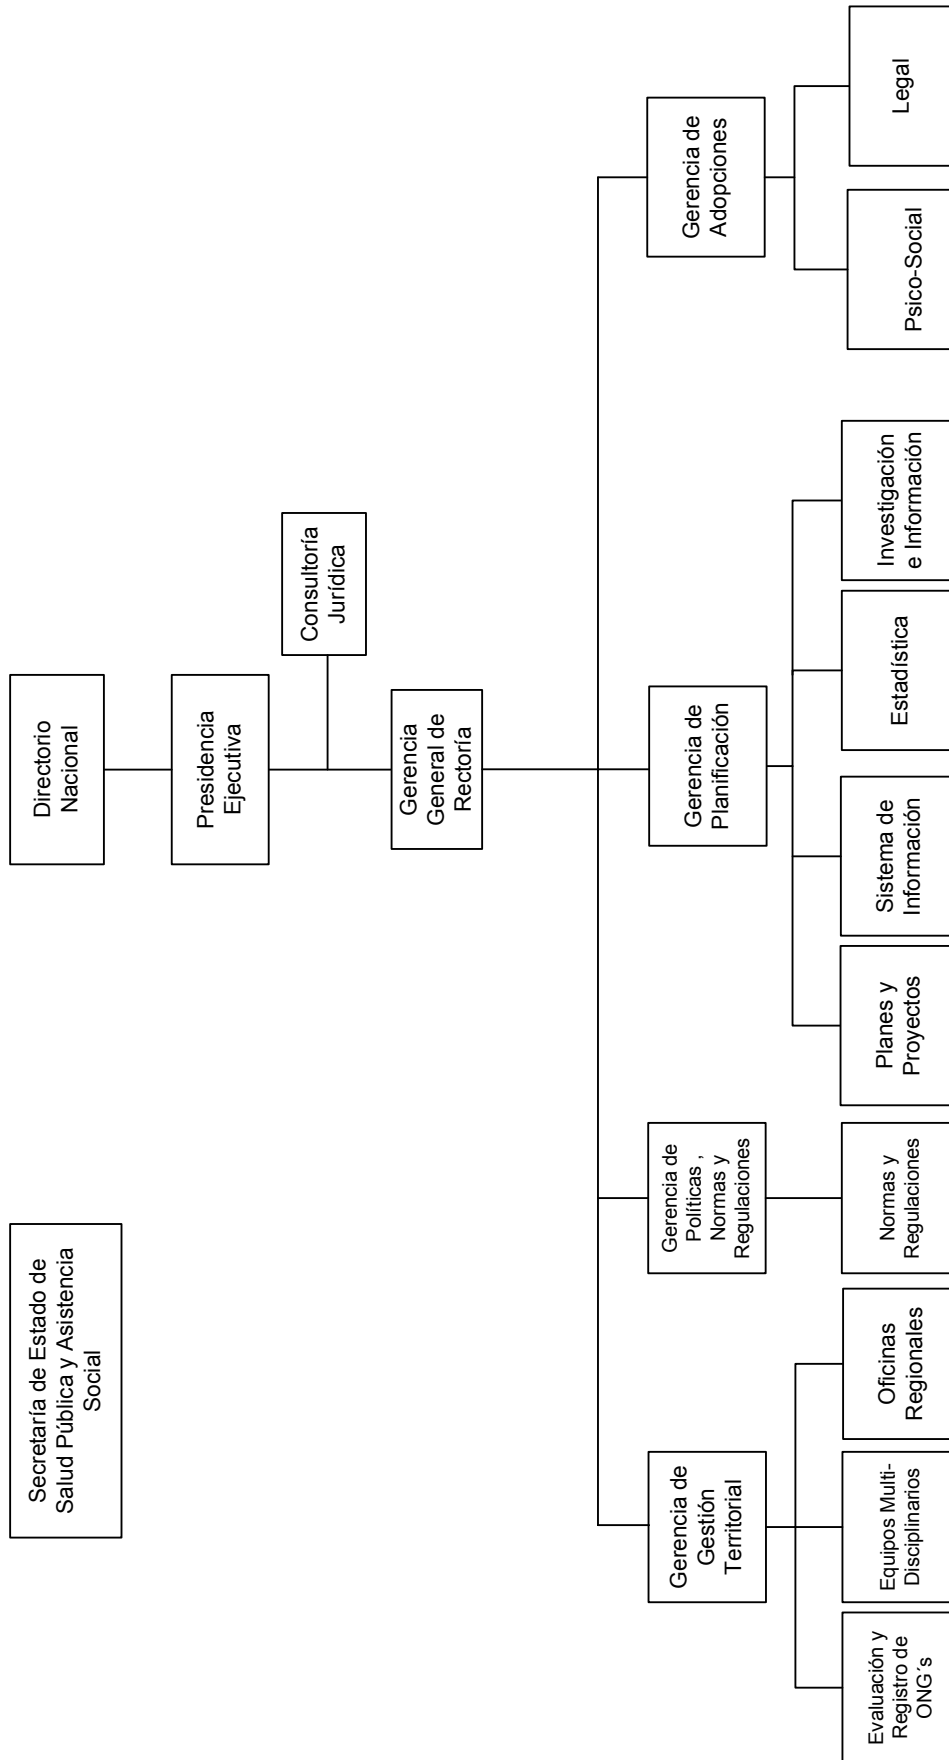 Secretaría de Estado de
Salud Pública y Asistencia
Social
Directorio
Nacional
Presidencia
Ejecutiva
Consultoría
Jurídica
Gerencia
General de
Rectoría
Gerencia de
Gestión
Territorial
Gerencia de
Políticas ,
Normas y
Regulaciones
Gerencia de
Planificación
Gerencia de
Adopciones
Evaluación y
Registro de
ONG´s
Equipos Multi-
Disciplinarios
Oficinas
Regionales
Normas y
Regulaciones
Planes y
Proyectos
Sistema de
Información
Estadística
Investigación
e Información
Psico-Social
Legal